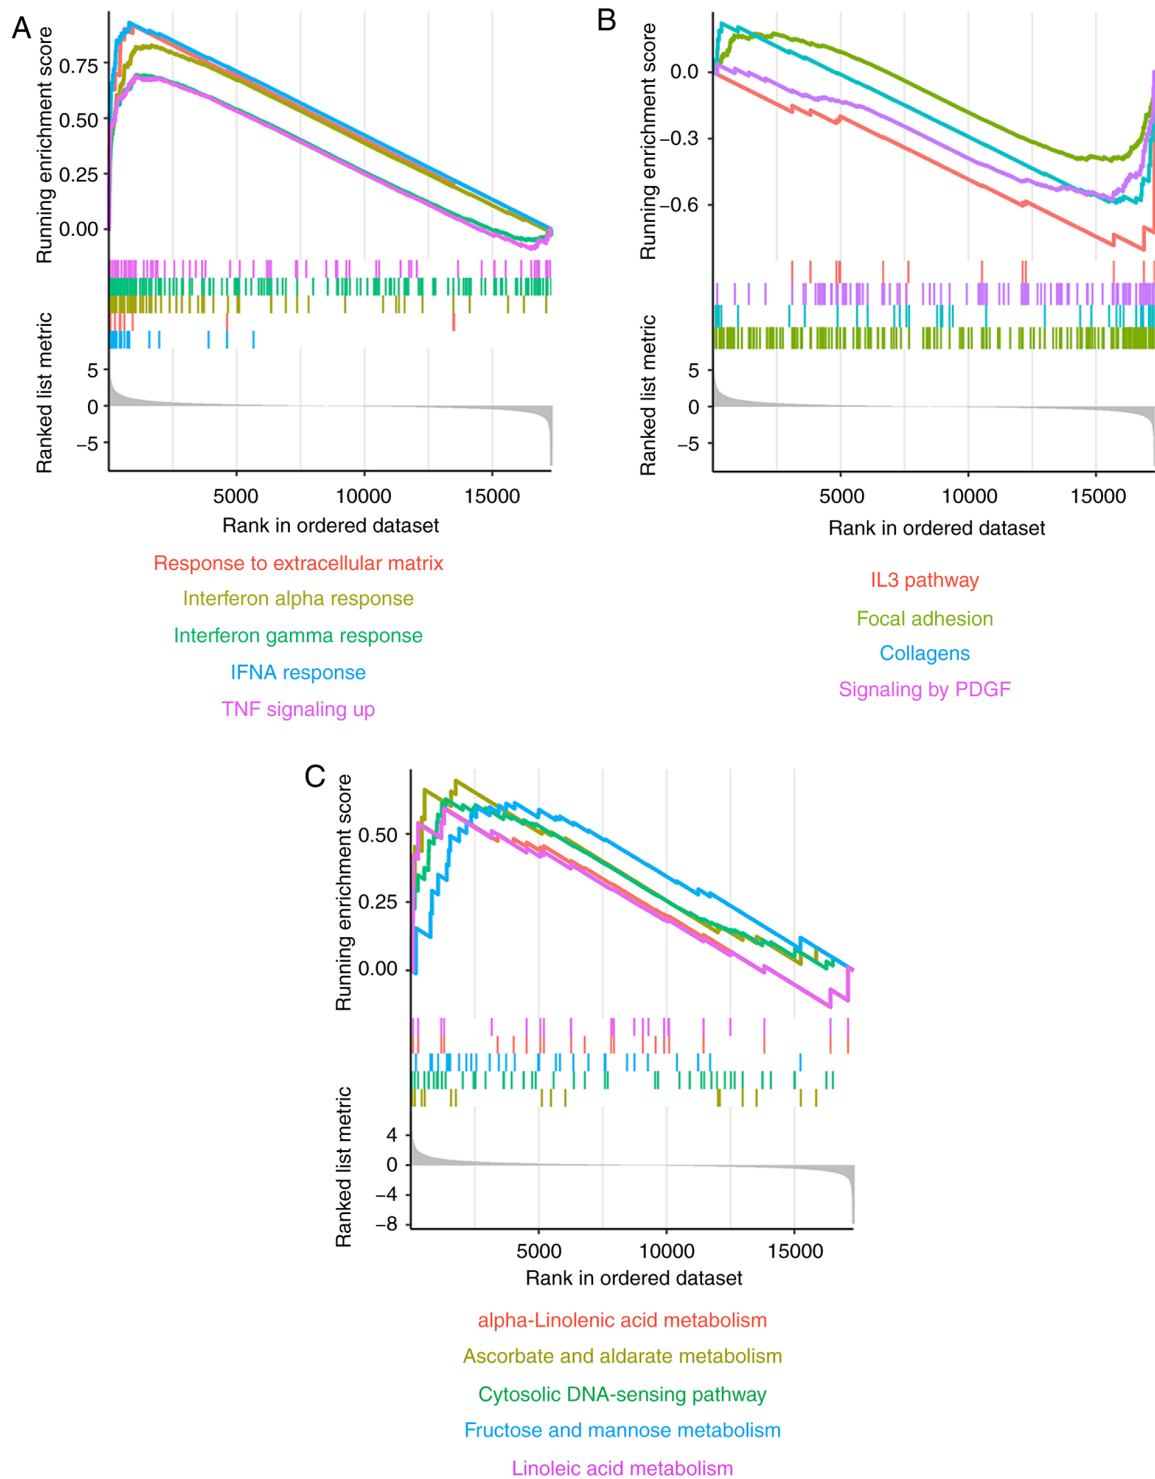 A
Running enrichment score
0.75
0.50
0.25
0.00
Ranked list metric
5
0
−5
5000 10000 15000
Rank in ordered dataset
Response to extracellular matrix
Interferon alpha response
Interferon gamma response
IFNA response
TNF signaling up
B
Running enrichment score
0.0
−0.3
−0.6
Ranked list metric
5
0
−5
5000 10000 15000
Rank in ordered dataset
IL3 pathway
Focal adhesion
Collagens
Signaling by PDGF
C
Running enrichment score
0.50
0.25
0.00
Ranked list metric
4
0
−4
−8
5000 10000 15000
Rank in ordered dataset
alpha-Linolenic acid metabolism
Ascorbate and aldarate metabolism
Cytosolic DNA-sensing pathway
Fructose and mannose metabolism
Linoleic acid metabolism